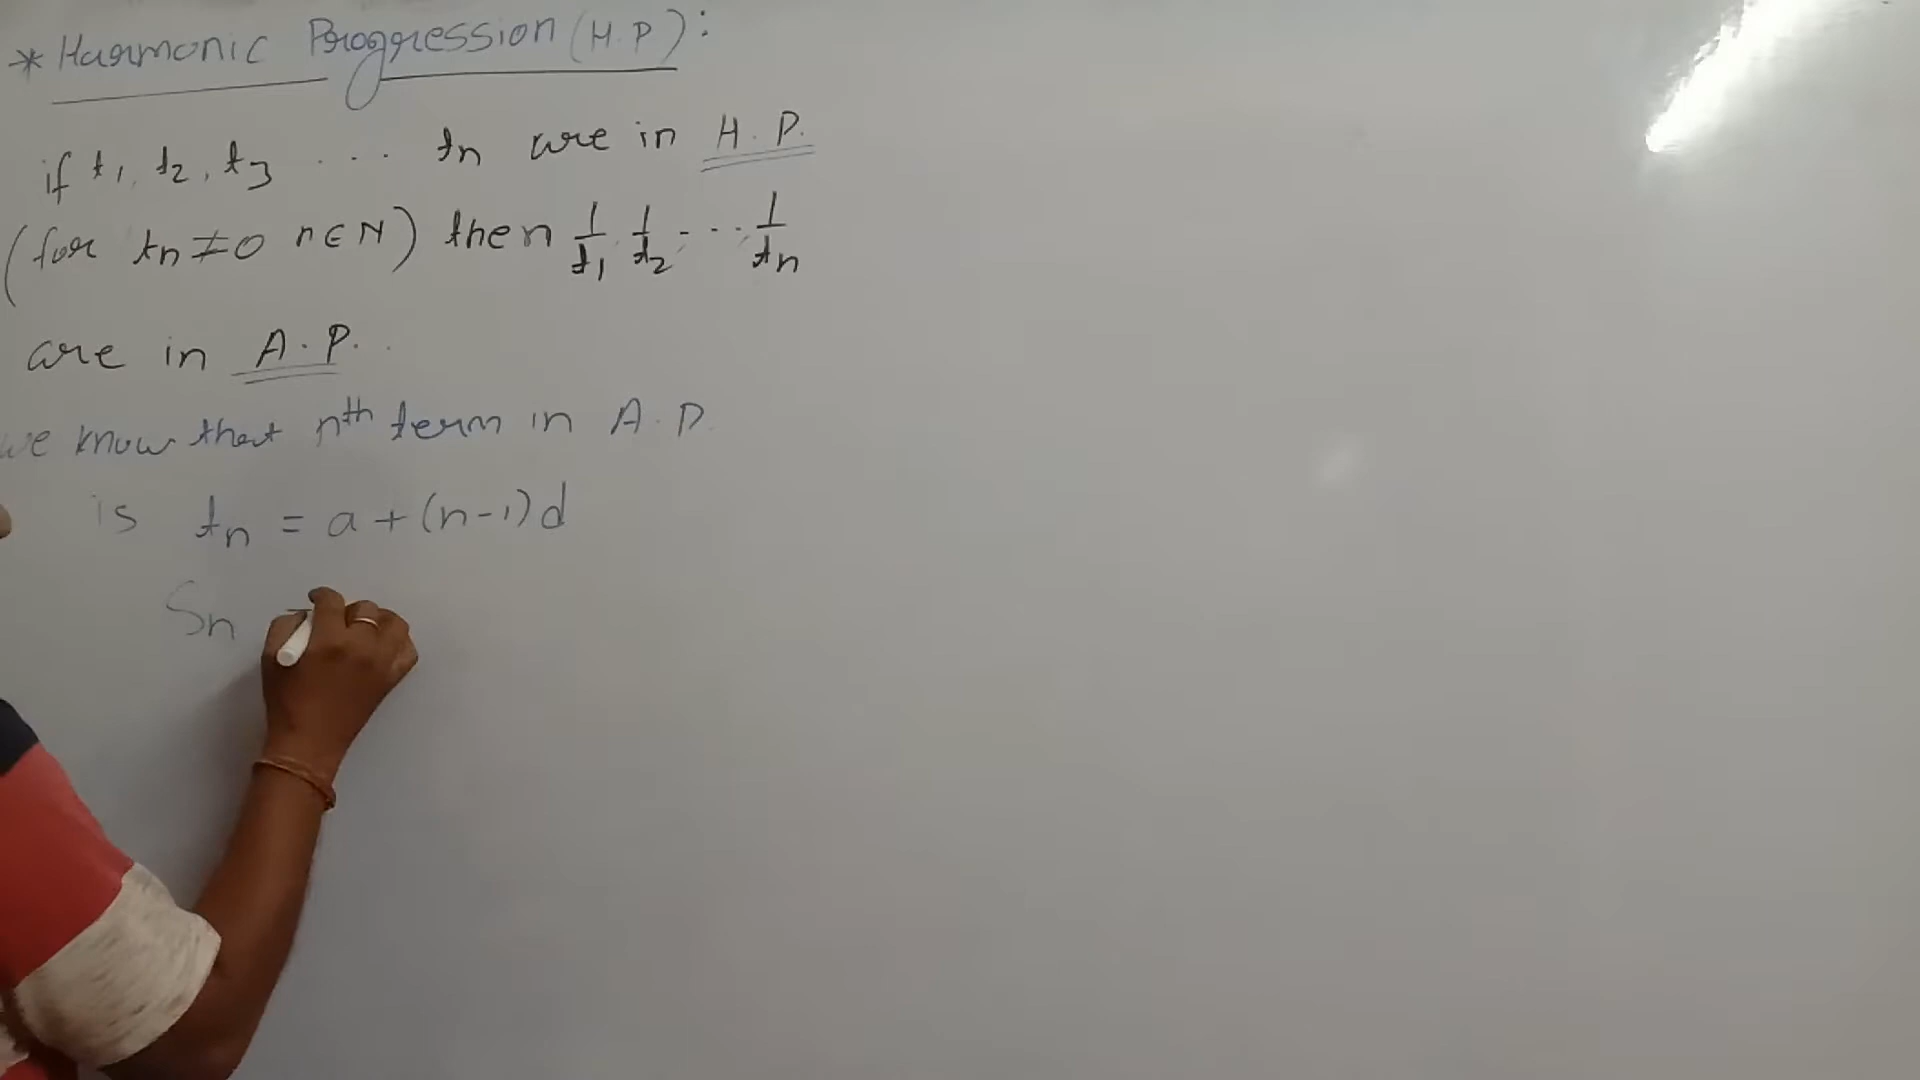 * Harmonic Progression (H.P):
if t₁, t₂, t₃ ... tₙ are in H.P.
(for tₙ ≠ 0 n ∈ N) then 1/t₁, 1/t₂, ... 1/tₙ
are in A.P.
we know that nᵗʰ term in A.P.
is tₙ = a + (n-1)d
Sₙ